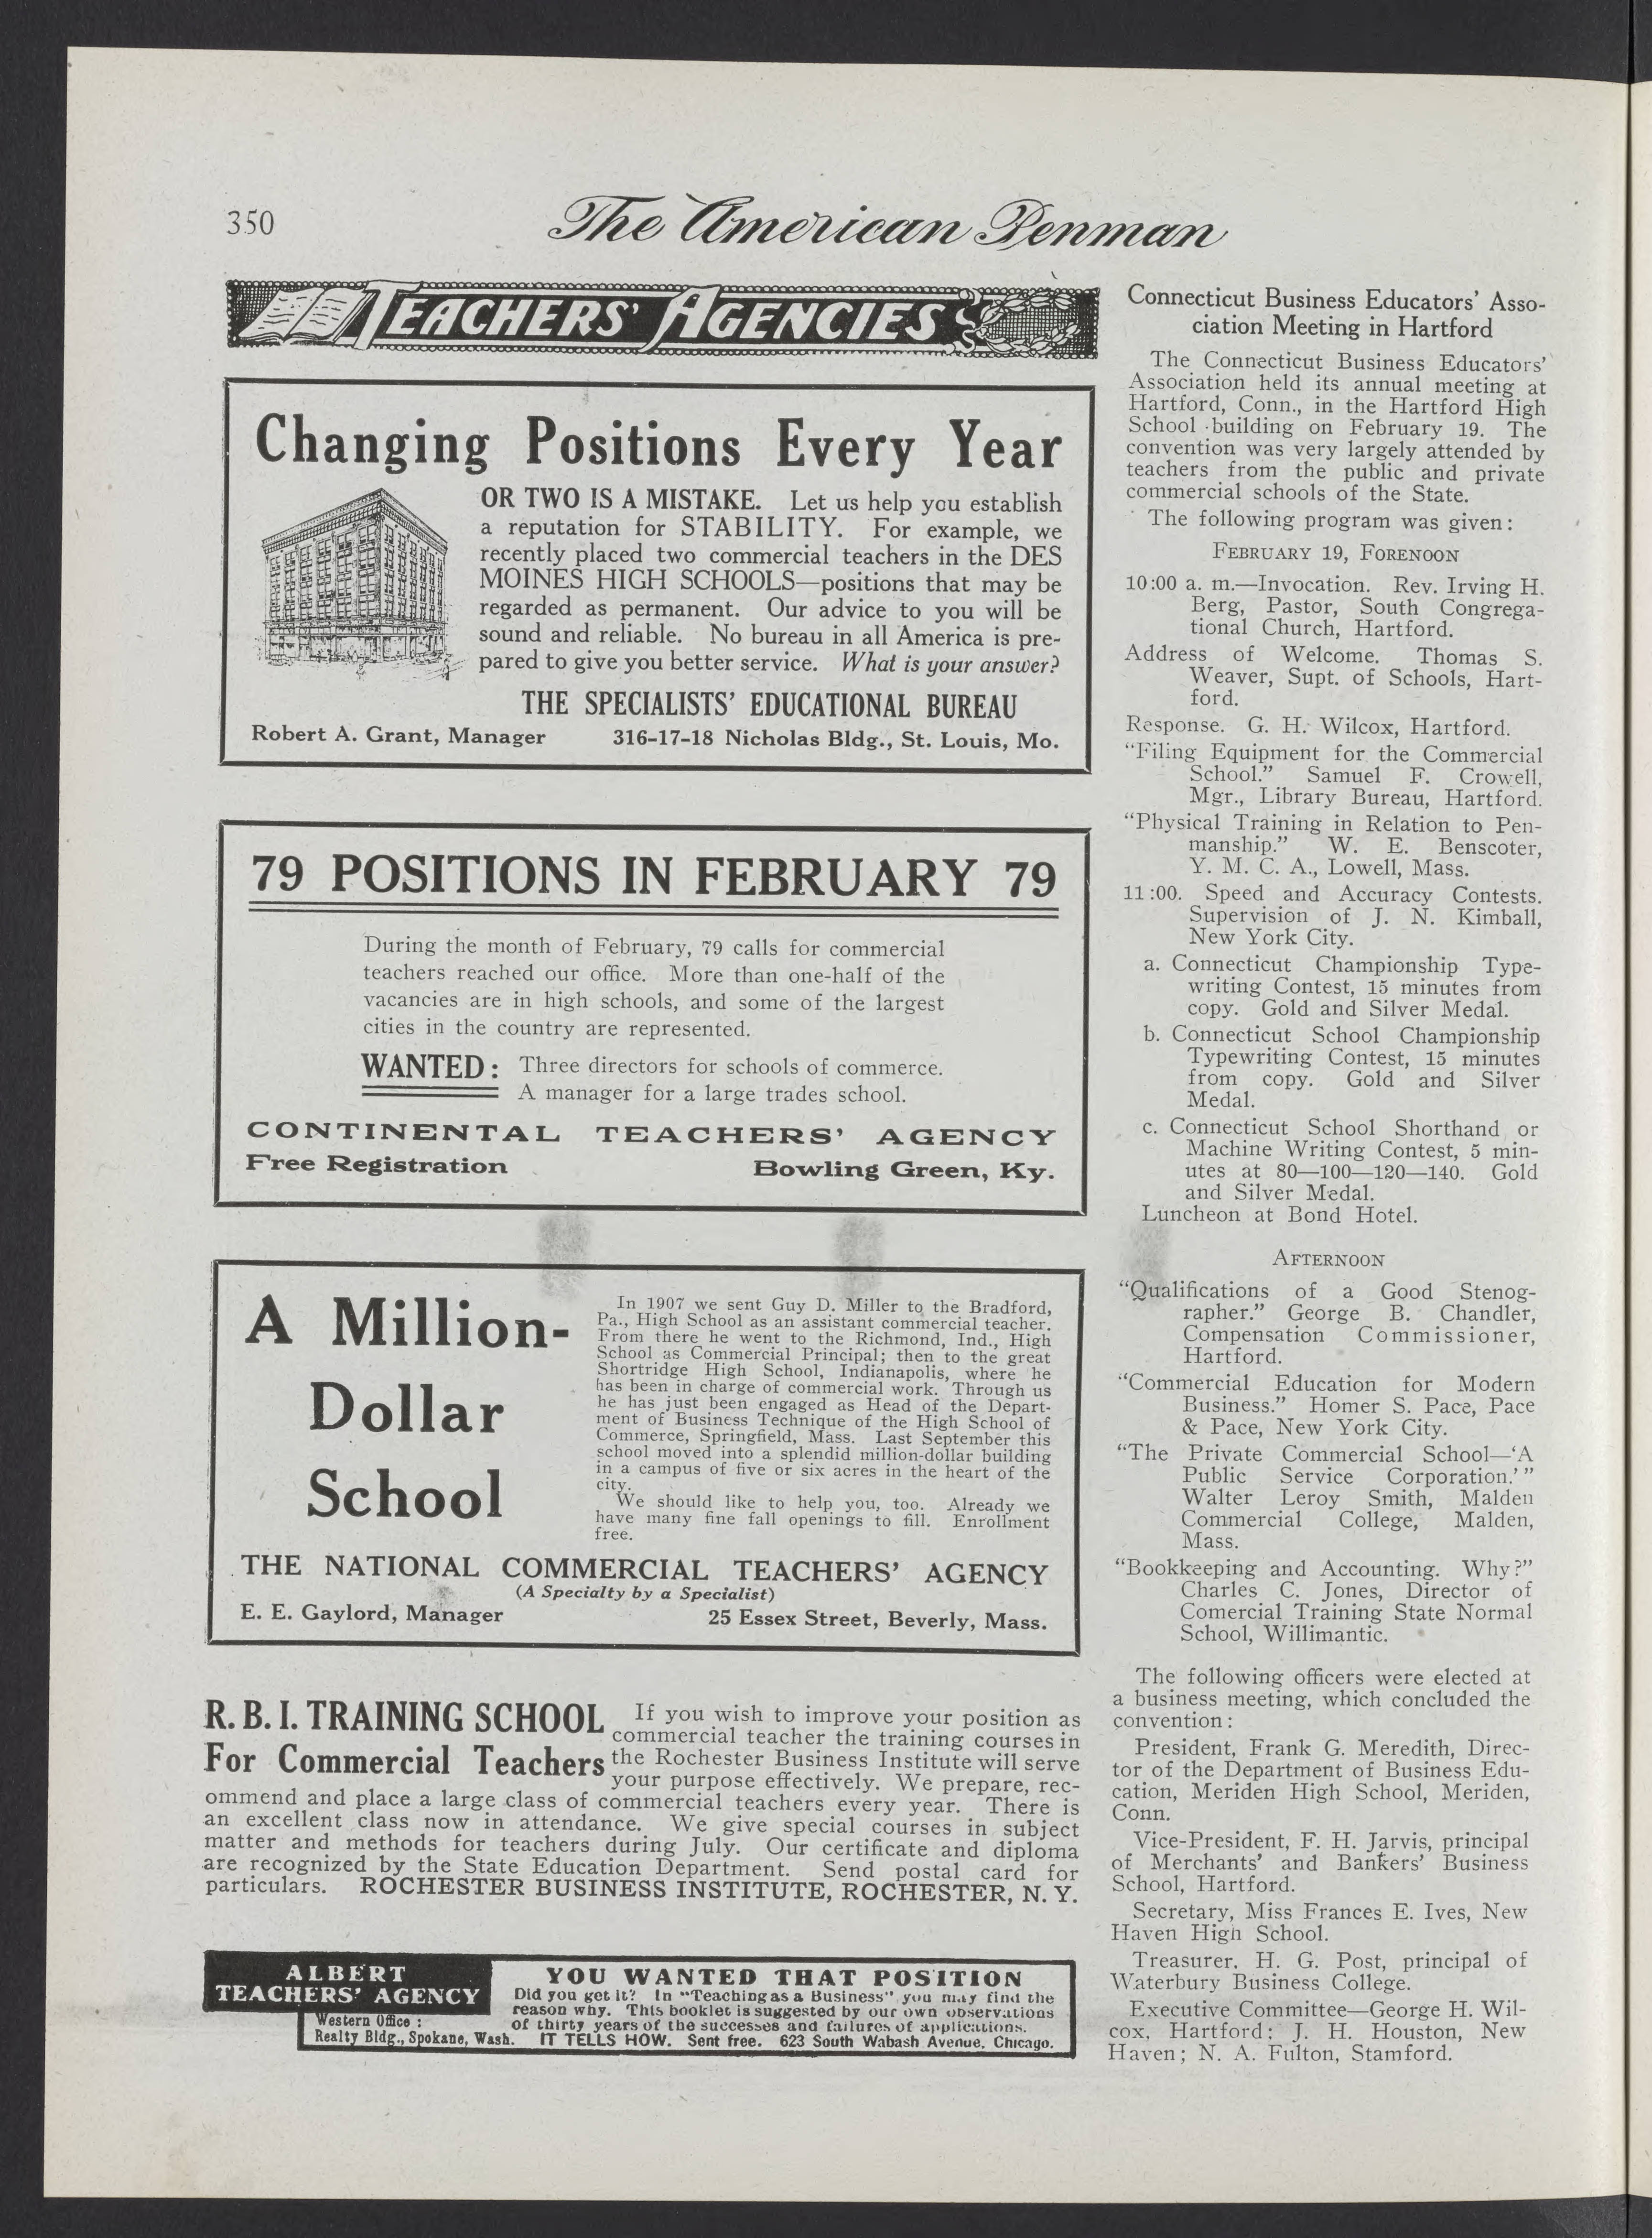 350
The American Penman
TEACHERS' AGENCIES
Changing Positions Every Year
OR TWO IS A MISTAKE. Let us help you establish
a reputation for STABILITY. For example, we
recently placed two commercial teachers in the DES
MOINES HIGH SCHOOLS—positions that may be
regarded as permanent. Our advice to you will be
sound and reliable. No bureau in all America is pre-
pared to give you better service. What is your answer?
THE SPECIALISTS' EDUCATIONAL BUREAU
Robert A. Grant, Manager 316-17-18 Nicholas Bldg., St. Louis, Mo.
79 POSITIONS IN FEBRUARY 79
During the month of February, 79 calls for commercial
teachers reached our office. More than one-half of the
vacancies are in high schools, and some of the largest
cities in the country are represented.
WANTED: Three directors for schools of commerce.
A manager for a large trades school.
CONTINENTAL TEACHERS' AGENCY
Free Registration Bowling Green, Ky.
A Million-
Dollar
School
In 1907 we sent Guy D. Miller to the Bradford,
Pa., High School as an assistant commercial teacher.
From there he went to the Richmond, Ind., High
School as Commercial Principal; then to the great
Shortridge High School, Indianapolis, where he
has been in charge of commercial work. Through us
he has just been engaged as Head of the Depart-
ment of Business Technique of the High School of
Commerce, Springfield, Mass. Last September this
school moved into a splendid million-dollar building
in a campus of five or six acres in the heart of the
city.
We should like to help you, too. Already we
have many fine fall openings to fill. Enrollment
free.
THE NATIONAL COMMERCIAL TEACHERS' AGENCY
(A Specialty by a Specialist)
E. E. Gaylord, Manager 25 Essex Street, Beverly, Mass.
R. B. I. TRAINING SCHOOL
For Commercial Teachers
If you wish to improve your position as
commercial teacher the training courses in
the Rochester Business Institute will serve
your purpose effectively. We prepare, rec-
ommend and place a large class of commercial teachers every year. There is
an excellent class now in attendance. We give special courses in subject
matter and methods for teachers during July. Our certificate and diploma
are recognized by the State Education Department. Send postal card for
particulars. ROCHESTER BUSINESS INSTITUTE, ROCHESTER, N. Y.
ALBERT
TEACHERS' AGENCY
Western Office:
Realty Bldg., Spokane, Wash.
YOU WANTED THAT POSITION
Did you get it? In "Teaching as a Business" you may find the
reason why. This booklet is suggested by our own observations
of thirty years of the successes and failures of applications.
IT TELLS HOW. Sent free. 623 South Wabash Avenue, Chicago.
Connecticut Business Educators' Asso-
ciation Meeting in Hartford
The Connecticut Business Educators'
Association held its annual meeting at
Hartford, Conn., in the Hartford High
School building on February 19. The
convention was very largely attended by
teachers from the public and private
commercial schools of the State.
The following program was given:
FEBRUARY 19, FORENOON
10:00 a. m.—Invocation. Rev. Irving H.
Berg, Pastor, South Congrega-
tional Church, Hartford.
Address of Welcome. Thomas S.
Weaver, Supt. of Schools, Hart-
ford.
Response. G. H. Wilcox, Hartford.
"Filing Equipment for the Commercial
School." Samuel F. Crowell,
Mgr., Library Bureau, Hartford.
"Physical Training in Relation to Pen-
manship." W. E. Benscoter,
Y. M. C. A., Lowell, Mass.
11:00. Speed and Accuracy Contests.
Supervision of J. N. Kimball,
New York City.
a. Connecticut Championship Type-
writing Contest, 15 minutes from
copy. Gold and Silver Medal.
b. Connecticut School Championship
Typewriting Contest, 15 minutes
from copy. Gold and Silver
Medal.
c. Connecticut School Shorthand or
Machine Writing Contest, 5 min-
utes at 80—100—120—140. Gold
and Silver Medal.
Luncheon at Bond Hotel.
AFTERNOON
"Qualifications of a Good Stenog-
rapher." George B. Chandler,
Compensation Commissioner,
Hartford.
"Commercial Education for Modern
Business." Homer S. Pace, Pace
& Pace, New York City.
"The Private Commercial School—'A
Public Service Corporation.'"
Walter Leroy Smith, Malden
Commercial College, Malden,
Mass.
"Bookkeeping and Accounting. Why?"
Charles C. Jones, Director of
Comercial Training State Normal
School, Willimantic.
The following officers were elected at
a business meeting, which concluded the
convention:
President, Frank G. Meredith, Direc-
tor of the Department of Business Edu-
cation, Meriden High School, Meriden,
Conn.
Vice-President, F. H. Jarvis, principal
of Merchants' and Bankers' Business
School, Hartford.
Secretary, Miss Frances E. Ives, New
Haven High School.
Treasurer, H. G. Post, principal of
Waterbury Business College.
Executive Committee—George H. Wil-
cox, Hartford; J. H. Houston, New
Haven; N. A. Fulton, Stamford.